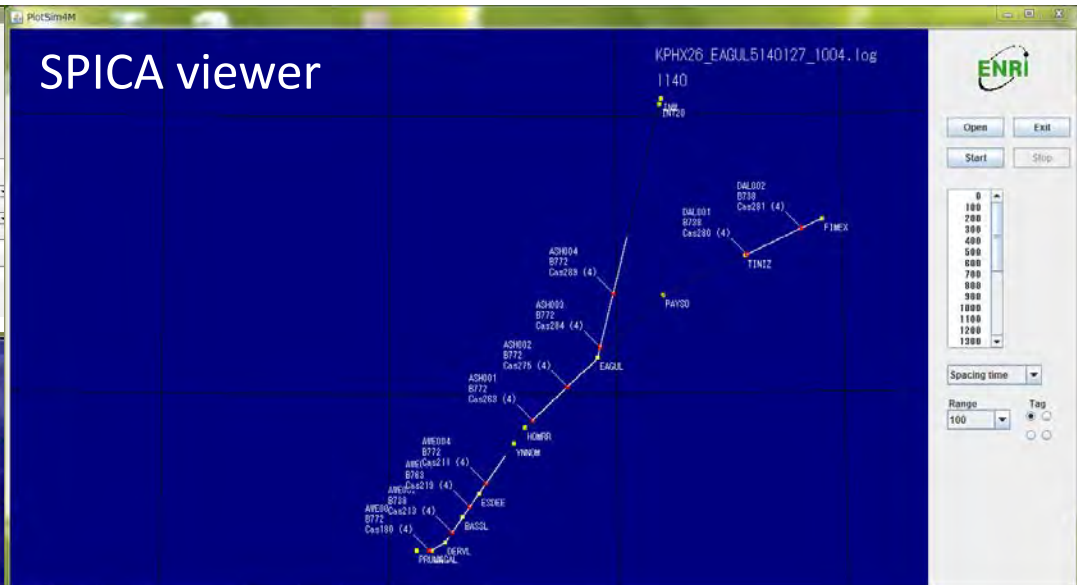 PlotSim4M
SPICA viewer
KPHX26_EAGUL5140127_1004.log
1140
ENRI
Open Exit
Start Stop
0
100
200
300
400
500
600
700
800
900
1000
1100
1200
1300
Spacing time
Range Tag
100
INT20
DAL002
B738
Cas281 (4)
FIMEX
DAL001
B738
Cas280 (4)
TINIZ
ASH004
B772
Cas289 (4)
PAYSO
ASH003
B772
Cas284 (4)
EAGUL
ASH002
B772
Cas275 (4)
ASH001
B772
Cas263 (4)
HOMRR
YNNOM
AWE004
B772
Cas211 (4)
B763
Cas213 (4)
ESDEE
B738
Cas213 (4)
BASSL
B772
Cas180 (4)
DERVL